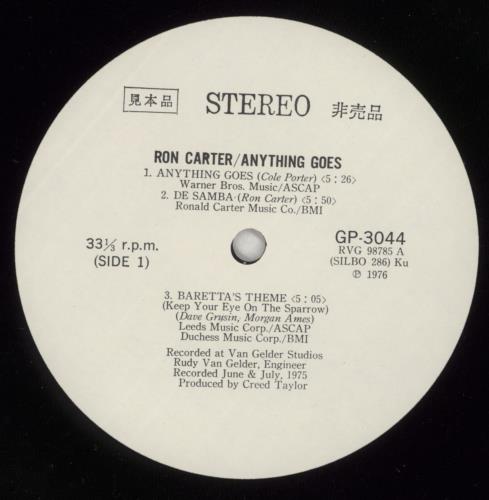 見本品 STEREO 非売品
RON CARTER/ANYTHING GOES
1. ANYTHING GOES (Cole Porter) <5:26>
Warner Bros. Music/ASCAP
2. DE SAMBA (Ron Carter) <5:50>
Ronald Carter Music Co./BMI
33⅓ r.p.m.
(SIDE 1)
GP-3044
RVG 98785 A
(SILBO 286) Ku
℗ 1976
3. BARETTA'S THEME <5:05>
(Keep Your Eye On The Sparrow)
(Dave Grusin, Morgan Ames)
Leeds Music Corp./ASCAP
Duchess Music Corp./BMI
Recorded at Van Gelder Studios
Rudy Van Gelder, Engineer
Recorded June & July, 1975
Produced by Creed Taylor